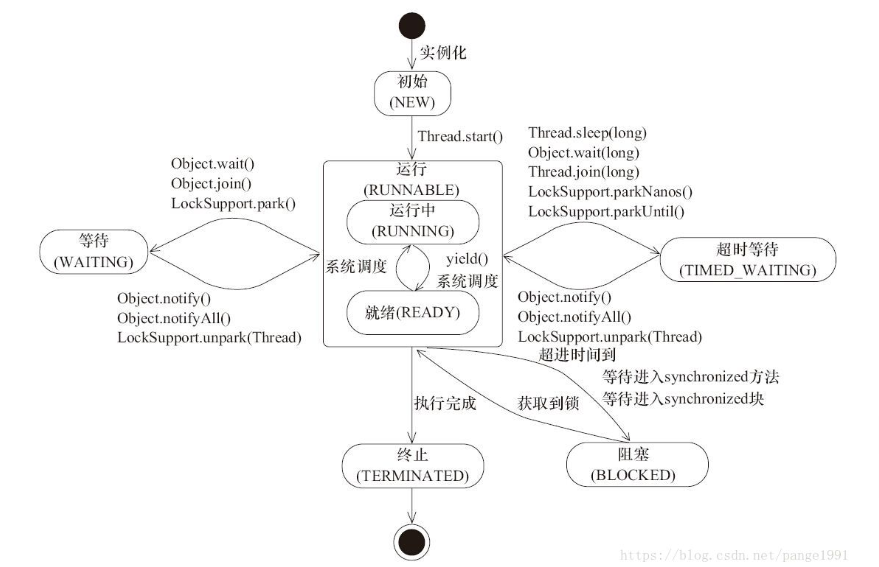 实例化
初始
(NEW)
Thread.start()
Object.wait()
Object.join()
LockSupport.park()
Thread.sleep(long)
Object.wait(long)
Thread.join(long)
LockSupport.parkNanos()
LockSupport.parkUntil()
运行
(RUNNABLE)
运行中
(RUNNING)
等待
(WAITING)
系统调度
yield()
系统调度
超时等待
(TIMED_WAITING)
就绪(READY)
Object.notify()
Object.notifyAll()
LockSupport.unpark(Thread)
Object.notify()
Object.notifyAll()
LockSupport.unpark(Thread)
超进时间到
等待进入synchronized方法
等待进入synchronized块
执行完成
获取到锁
终止
(TERMINATED)
阻塞
(BLOCKED)
https://blog.csdn.net/pange1991